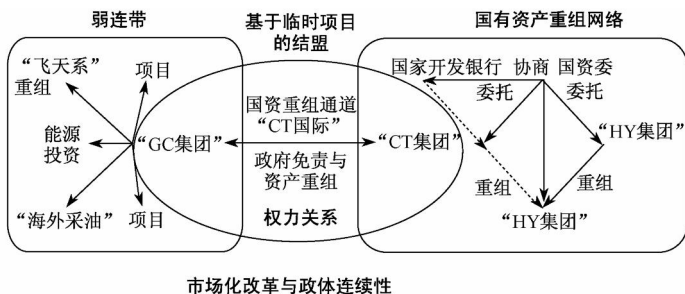 弱连带
基于临时项目
的结盟
国有资产重组网络
“飞天系”
重组
项目
能源
投资
“GC集团”
“海外采油”
项目
国资重组通道
“CT国际”
政府免责与
资产重组
权力关系
“CT集团”
国家开发银行 协商 国资委
委托 委托
“HY集团”
重组 重组
“HY集团”
市场化改革与政体连续性